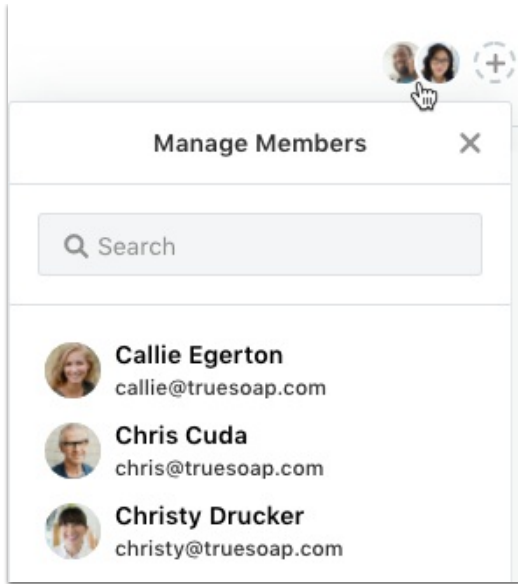 Manage Members
Search
Callie Egerton
callie@truesoap.com
Chris Cuda
chris@truesoap.com
Christy Drucker
christy@truesoap.com